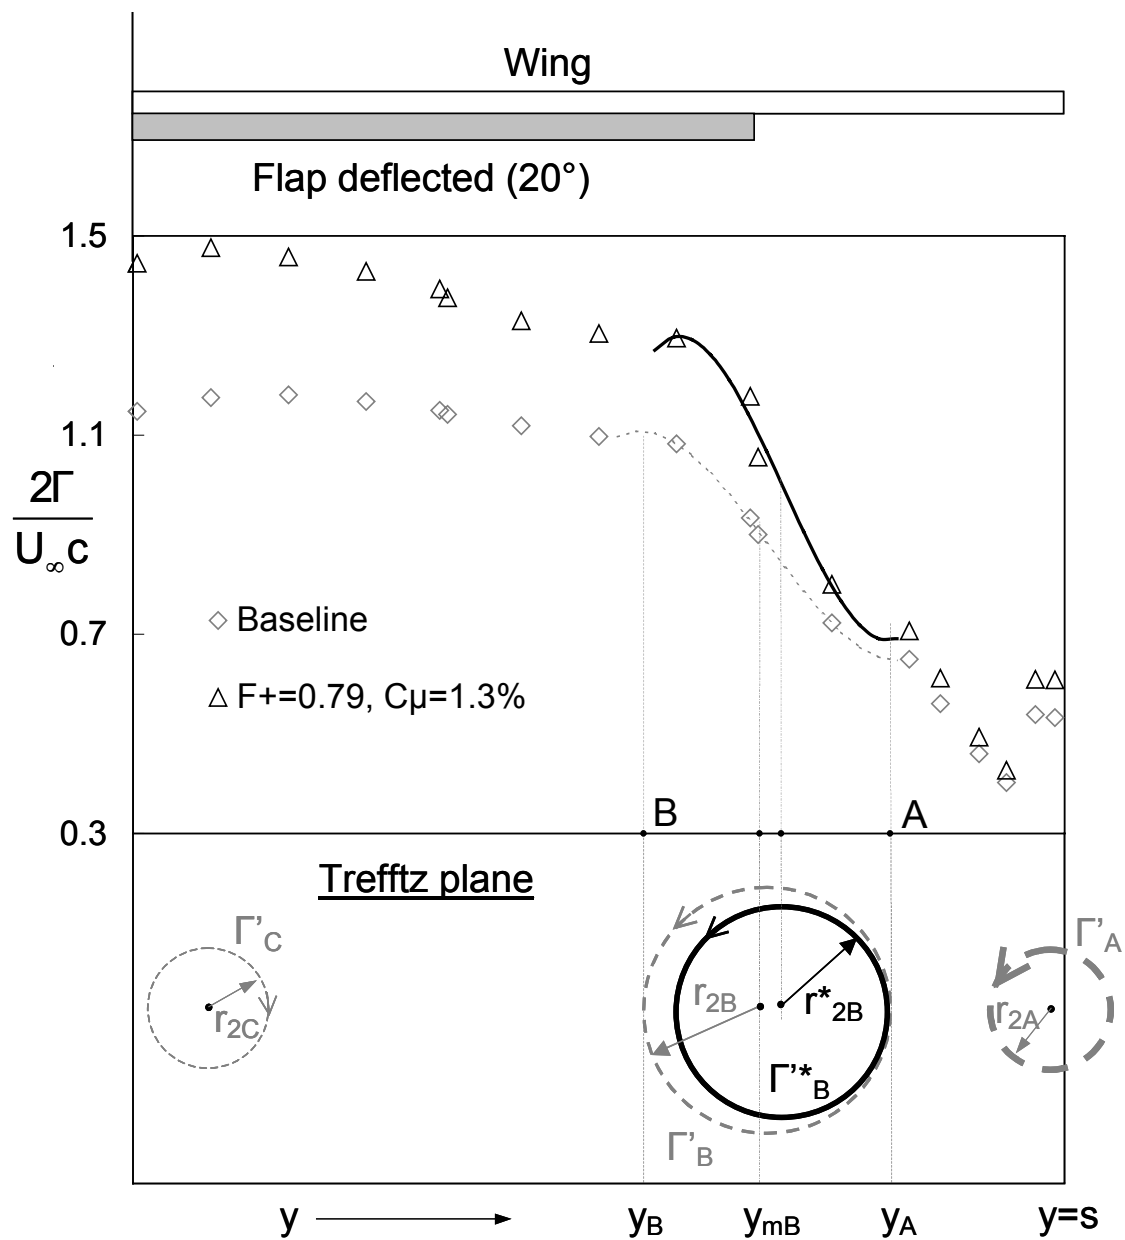 Wing
Flap deflected (20°)
1.5
1.1
2Γ
U∞c
0.7
0.3
Baseline
F+=0.79, Cμ=1.3%
B
A
Trefftz plane
Γ'C
r2C
r2B
r*2B
Γ'*B
Γ'B
Γ'A
r2A
y
yB
ymB
yA
y=s